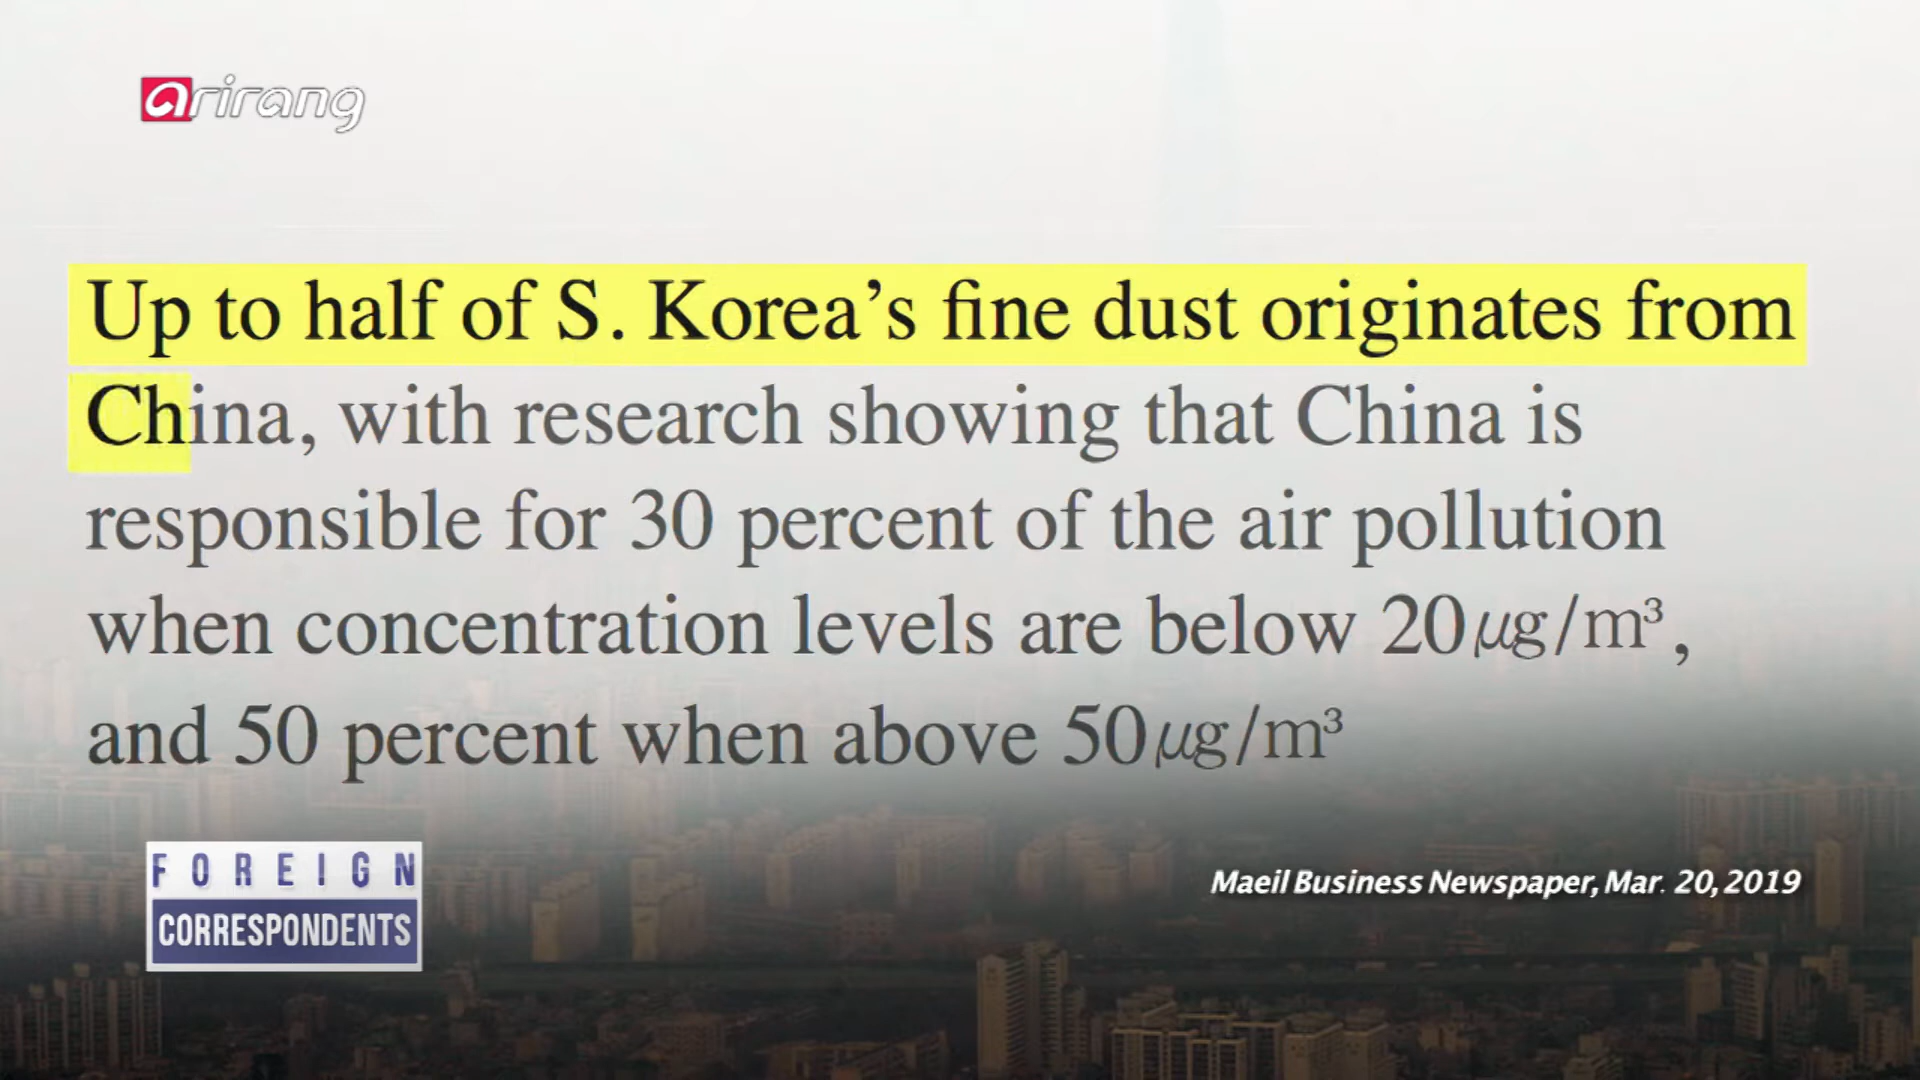 arirang
Up to half of S. Korea’s fine dust originates from
China, with research showing that China is
responsible for 30 percent of the air pollution
when concentration levels are below 20㎍/㎥,
and 50 percent when above 50㎍/㎥
FOREIGN
CORRESPONDENTS
Maeil Business Newspaper, Mar. 20, 2019